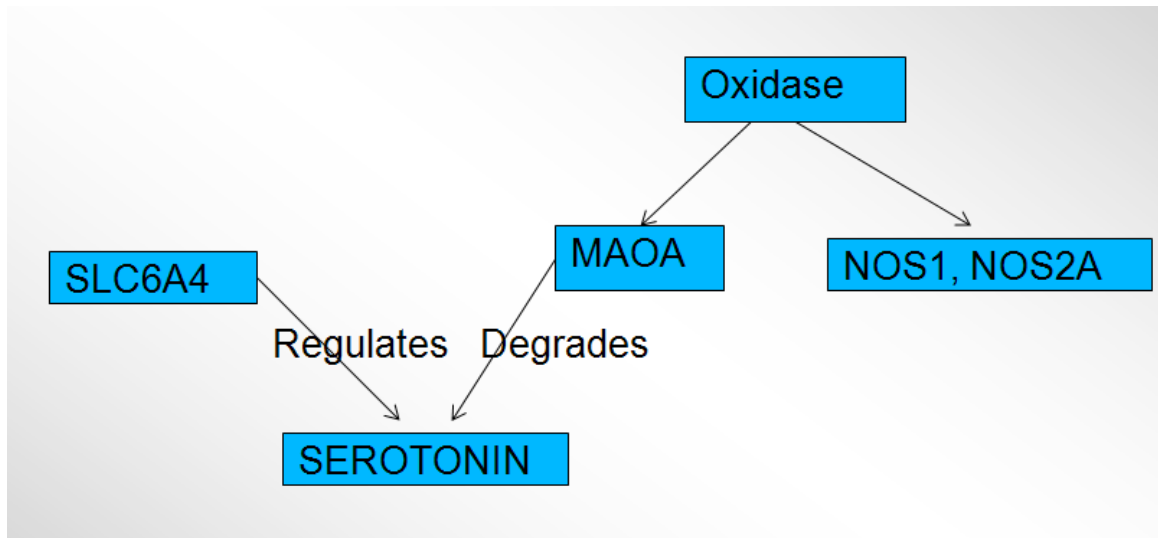 Oxidase
MAOA
NOS1, NOS2A
SLC6A4
Regulates
Degrades
SEROTONIN